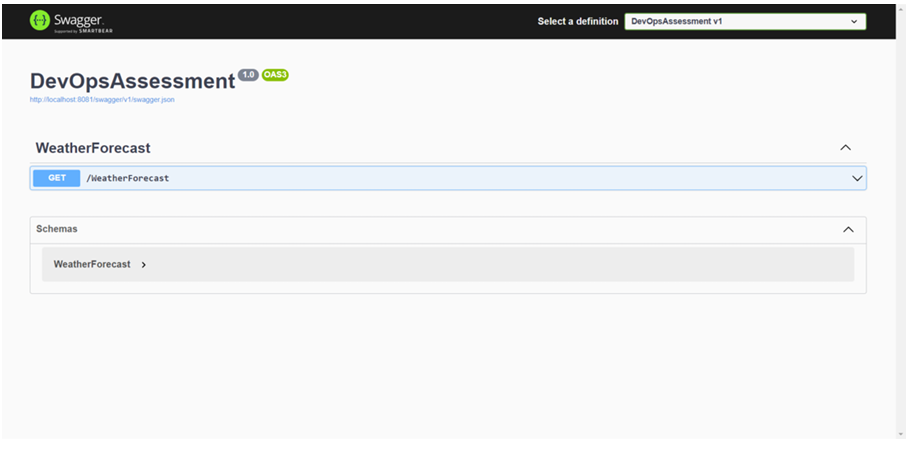 Swagger.
Supported by SMARTBEAR
Select a definition
DevOpsAssessment v1
DevOpsAssessment 1.0 OAS3
http://localhost:8081/swagger/v1/swagger.json
WeatherForecast
GET /WeatherForecast
Schemas
WeatherForecast